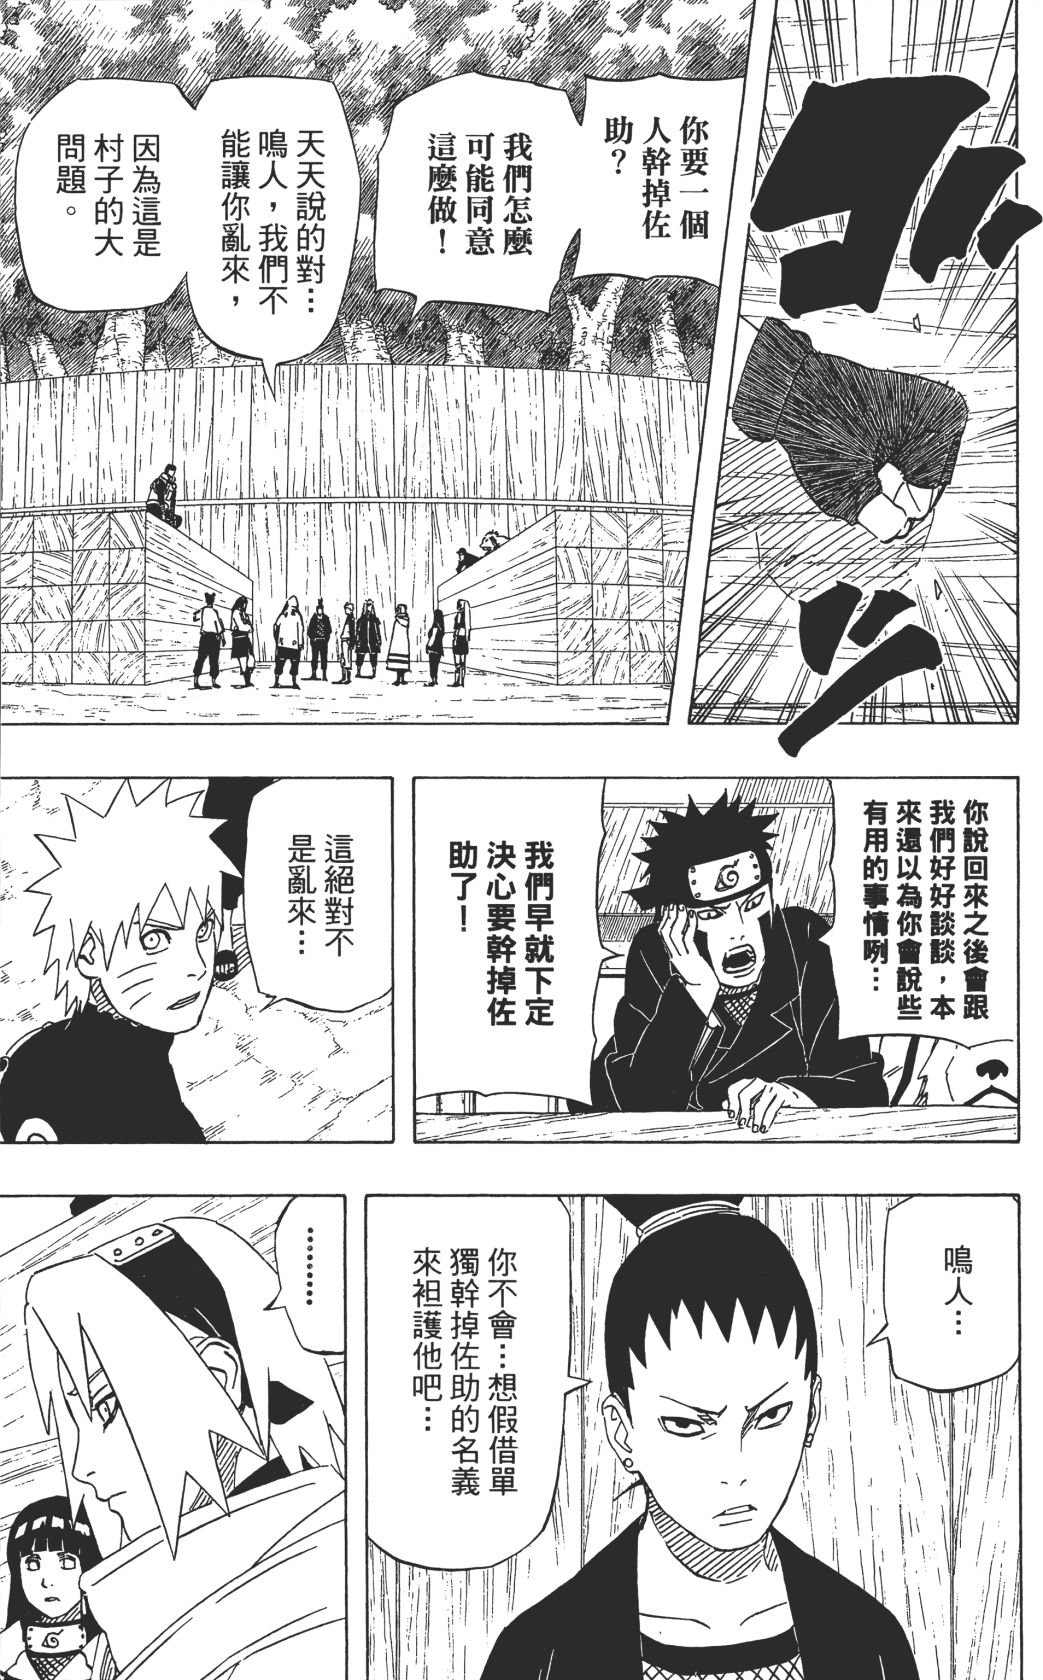 ゴゴッ
你要一個
人幹掉佐
助？
我們怎麼
可能同意
這麼做！
天天說的對…
鳴人，我們不
能讓你亂來，
因為這是
村子的大
問題。
你說回來之後會跟
我們好好談談，本
來還以為你會說些
有用的事情咧…
我們早就下定
決心要幹掉佐
助了！
這絕對不
是亂來…
鳴人…
你不會…想假借單
獨幹掉佐助的名義
來袒護他吧…
………